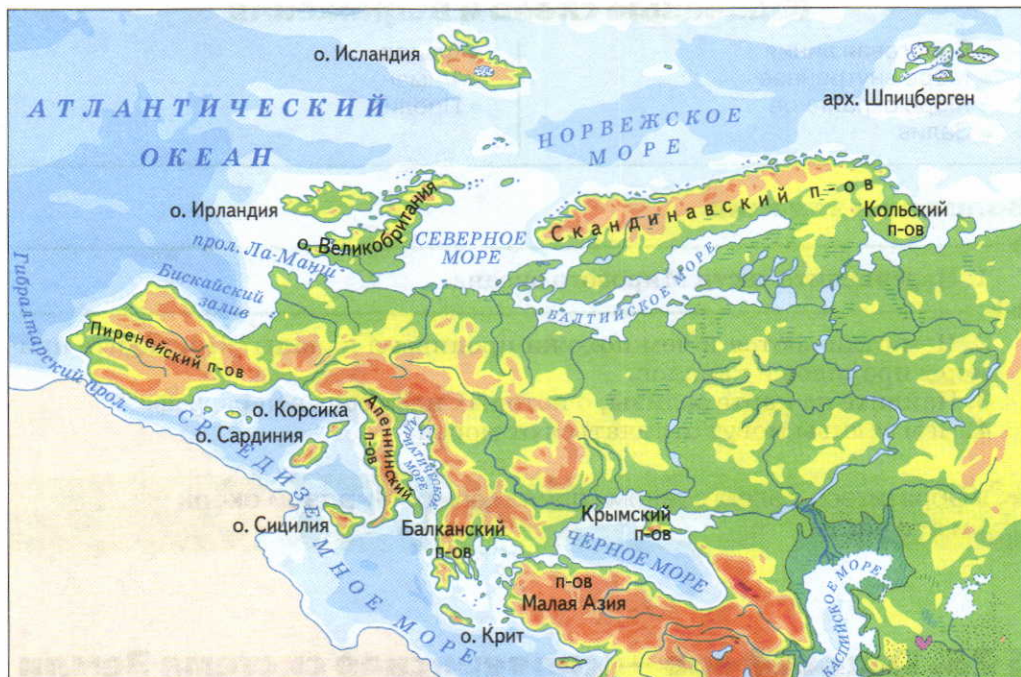 о. Исландия
арх. Шпицберген
АТЛАНТИЧЕСКИЙ
ОКЕАН
НОРВЕЖСКОЕ
МОРЕ
о. Ирландия
о. Великобритания
Скандинавский п-ов
Кольский
п-ов
прол. Ла-Манш
СЕВЕРНОЕ
МОРЕ
Бискайский
залив
БАЛТИЙСКОЕ МОРЕ
Гибралтарский прол.
Пиренейский п-ов
о. Корсика
о. Сардиния
Апеннинский
п-ов
АДРИАТИЧЕСКОЕ
МОРЕ
СРЕДИЗЕМНОЕ МОРЕ
о. Сицилия
Балканский
п-ов
Крымский
п-ов
ЧЁРНОЕ МОРЕ
п-ов
Малая Азия
о. Крит
КАСПИЙСКОЕ МОРЕ